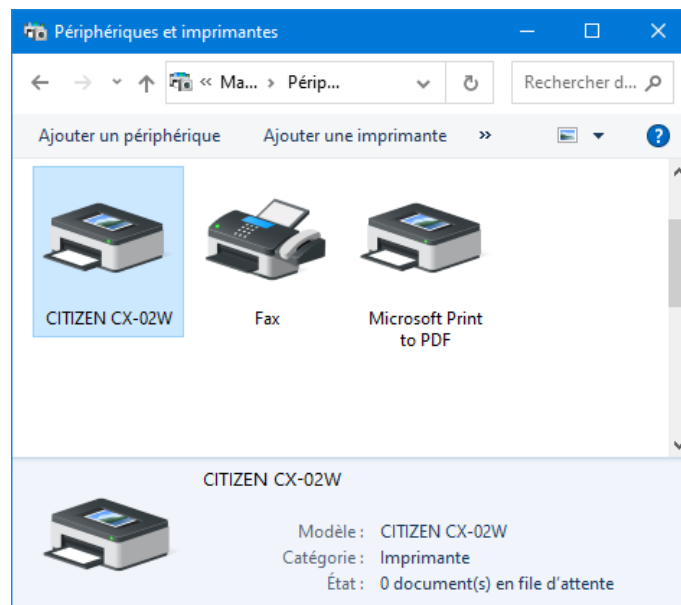 Périphériques et imprimantes
« Ma... › Périp...
Rechercher d...
Ajouter un périphérique Ajouter une imprimante »
?
CITIZEN CX-02W
Fax
Microsoft Print
to PDF
CITIZEN CX-02W
Modèle : CITIZEN CX-02W
Catégorie : Imprimante
État : 0 document(s) en file d'attente